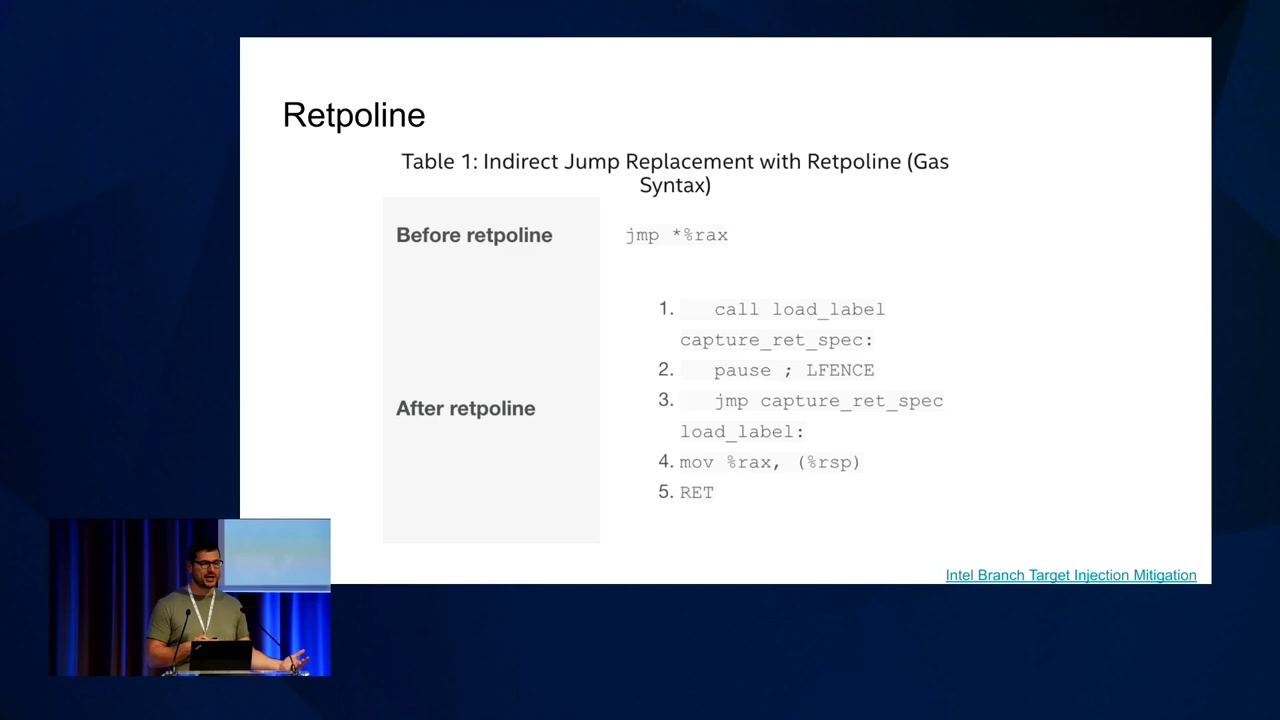 Retpoline
Table 1: Indirect Jump Replacement with Retpoline (Gas
Syntax)
Before retpoline
jmp *%rax
After retpoline
1. call load_label
capture_ret_spec:
2. pause ; LFENCE
3. jmp capture_ret_spec
load_label:
4. mov %rax, (%rsp)
5. RET
Intel Branch Target Injection Mitigation